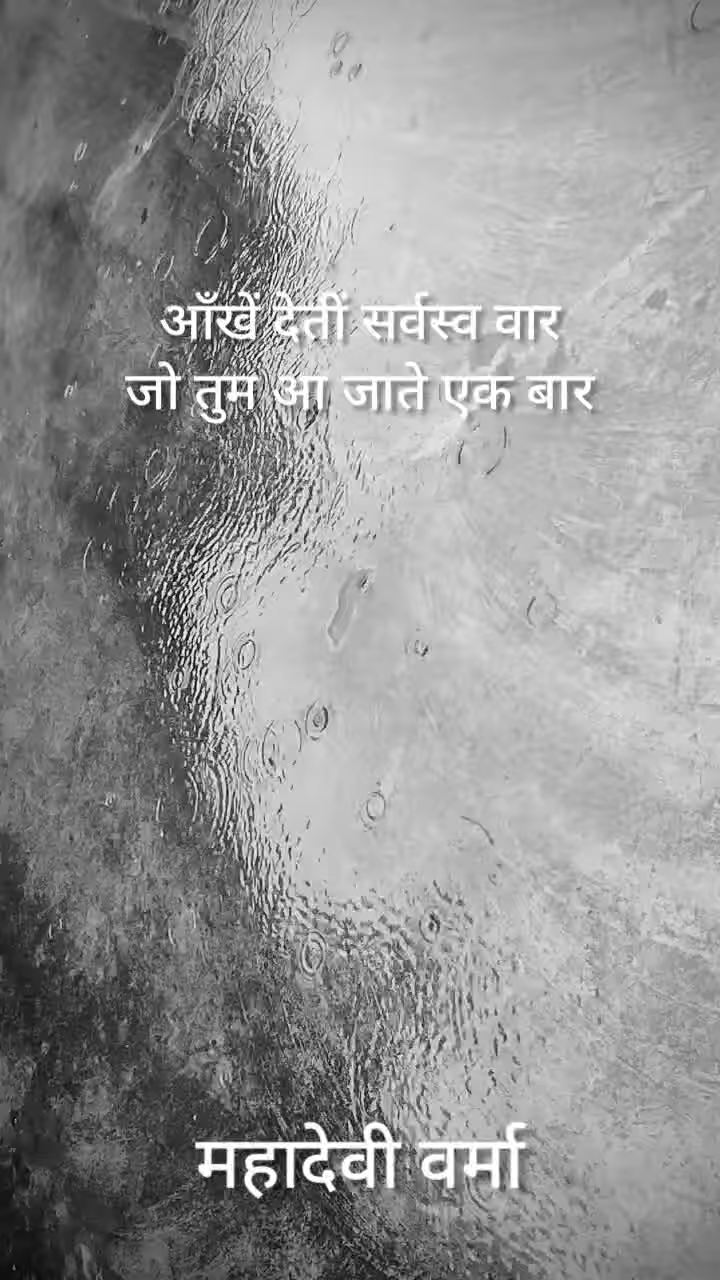 आँखें देतीं सर्वस्व वार
जो तुम आ जाते एक बार
महादेवी वर्मा